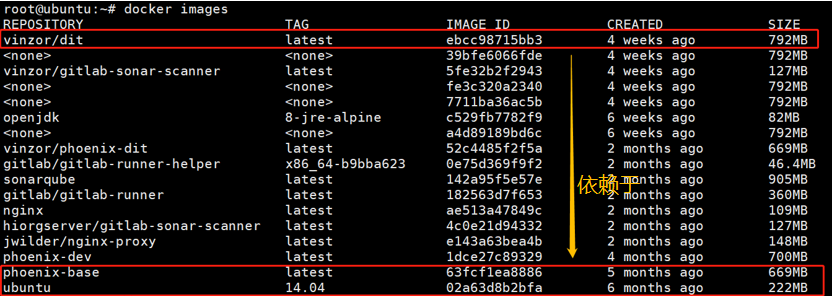 root@ubuntu:~# docker images
REPOSITORY TAG IMAGE ID CREATED SIZE
vinzor/dit latest ebcc98715bb3 4 weeks ago 792MB
<none> <none> 39bfe6066fde 4 weeks ago 792MB
vinzor/gitlab-sonar-scanner latest 5fe32b2f2943 4 weeks ago 127MB
<none> <none> fe3c320a2340 4 weeks ago 792MB
<none> <none> 7711ba36ac5b 4 weeks ago 792MB
openjdk 8-jre-alpine c529fb7782f9 6 weeks ago 82MB
<none> <none> a4d89189bd6c 6 weeks ago 792MB
vinzor/phoenix-dit latest 52c4485f2f5a 2 months ago 669MB
gitlab/gitlab-runner-helper x86_64-b9bba623 0e75d369f9f2 2 months ago 46.4MB
sonarqube latest 142a95f5e57e 2 months ago 905MB
依赖于
gitlab/gitlab-runner latest 182563d7f653 2 months ago 360MB
nginx latest ae513a47849c 2 months ago 109MB
hiorgserver/gitlab-sonar-scanner latest 4c0e21d94332 2 months ago 127MB
jwilder/nginx-proxy latest e143a63bea4b 2 months ago 148MB
phoenix-dev latest 1dce27c89329 4 months ago 700MB
phoenix-base latest 63fcf1ea8886 5 months ago 669MB
ubuntu 14.04 02a63d8b2bfa 6 months ago 222MB